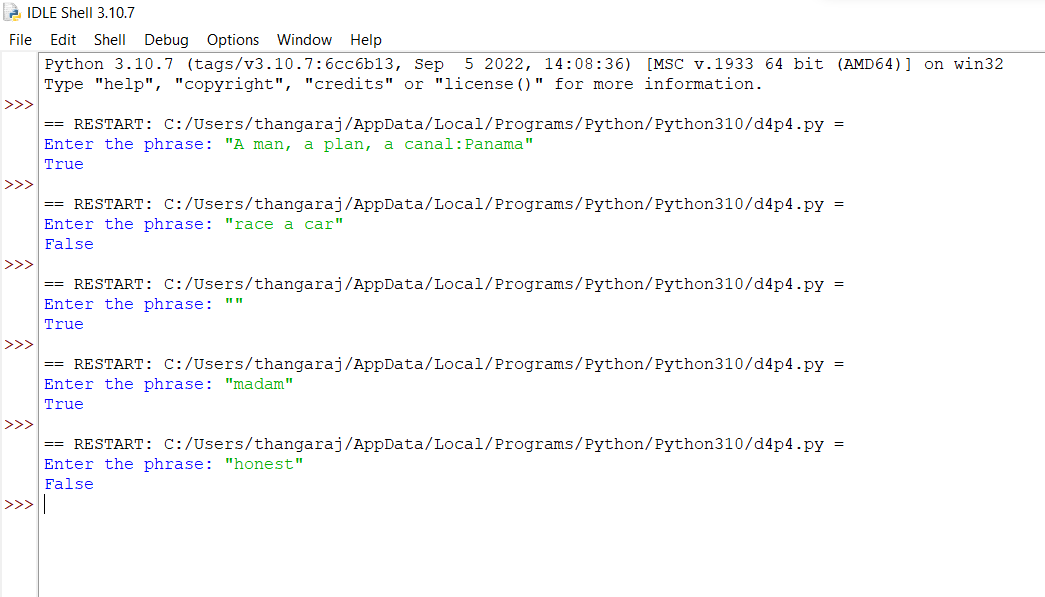 IDLE Shell 3.10.7
File Edit Shell Debug Options Window Help
Python 3.10.7 (tags/v3.10.7:6cc6b13, Sep  5 2022, 14:08:36) [MSC v.1933 64 bit (AMD64)] on win32
Type "help", "copyright", "credits" or "license()" for more information.
>>>
== RESTART: C:/Users/thangaraj/AppData/Local/Programs/Python/Python310/d4p4.py =
Enter the phrase: "A man, a plan, a canal:Panama"
True
>>>
== RESTART: C:/Users/thangaraj/AppData/Local/Programs/Python/Python310/d4p4.py =
Enter the phrase: "race a car"
False
>>>
== RESTART: C:/Users/thangaraj/AppData/Local/Programs/Python/Python310/d4p4.py =
Enter the phrase: ""
True
>>>
== RESTART: C:/Users/thangaraj/AppData/Local/Programs/Python/Python310/d4p4.py =
Enter the phrase: "madam"
True
>>>
== RESTART: C:/Users/thangaraj/AppData/Local/Programs/Python/Python310/d4p4.py =
Enter the phrase: "honest"
False
>>>